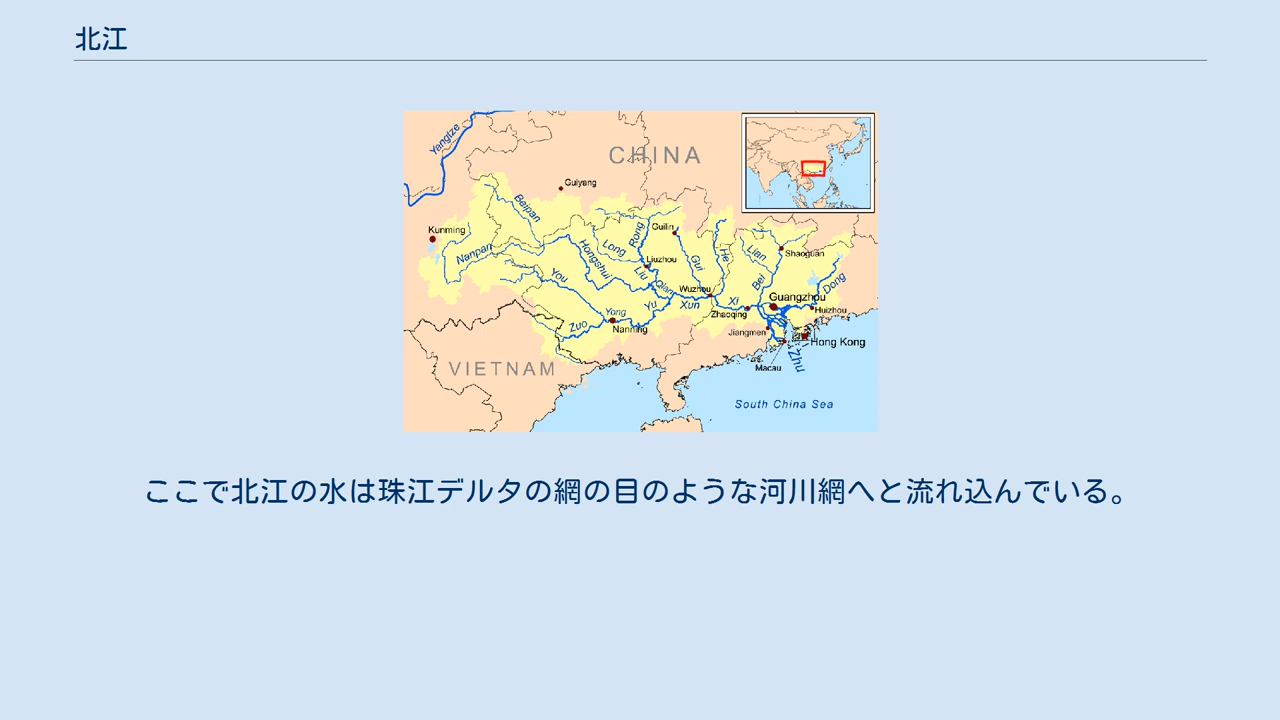 北江
Yangtze
CHINA
Guiyang
Beipan
Kunming
Nanpan
Rong
Guilin
Long
Hongshui
Liuzhou
Liu
Gui
He
Lian
Shaoguan
Bei
Dong
You
Qian
Wuzhou
Xun
Xi
Zhaoqing
Guangzhou
Huizhou
Yu
Yong
Zuo
Nanning
Jiangmen
Hong Kong
Macau
Zhu
VIETNAM
South China Sea
ここで北江の水は珠江デルタの網の目のような河川網へと流れ込んでいる。